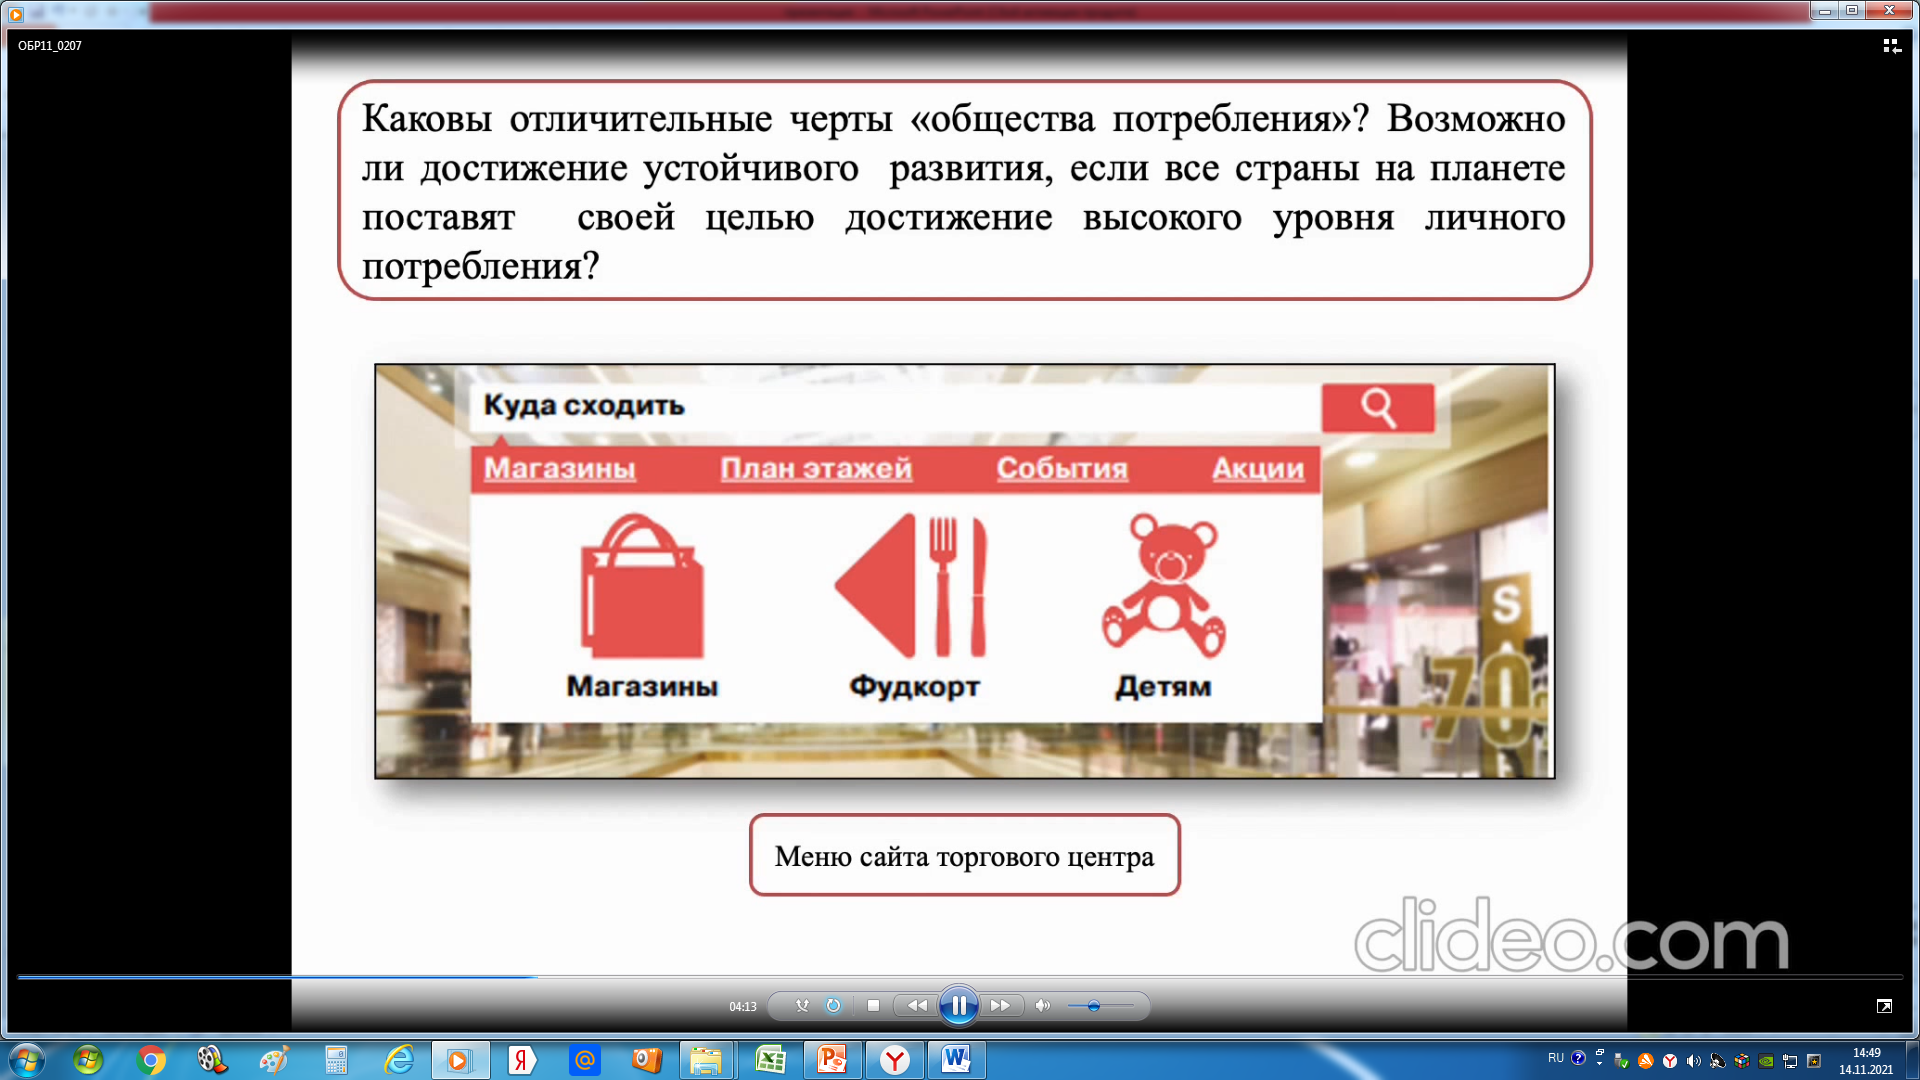 ОБР11_0207
Каковы отличительные черты «общества потребления»? Возможно
ли достижение устойчивого развития, если все страны на планете
поставят своей целью достижение высокого уровня личного
потребления?
Куда сходить
Магазины План этажей События Акции
Магазины Фудкорт Детям
S
70
Меню сайта торгового центра
clideo.com
04:13
RU
14:49
14.11.2021